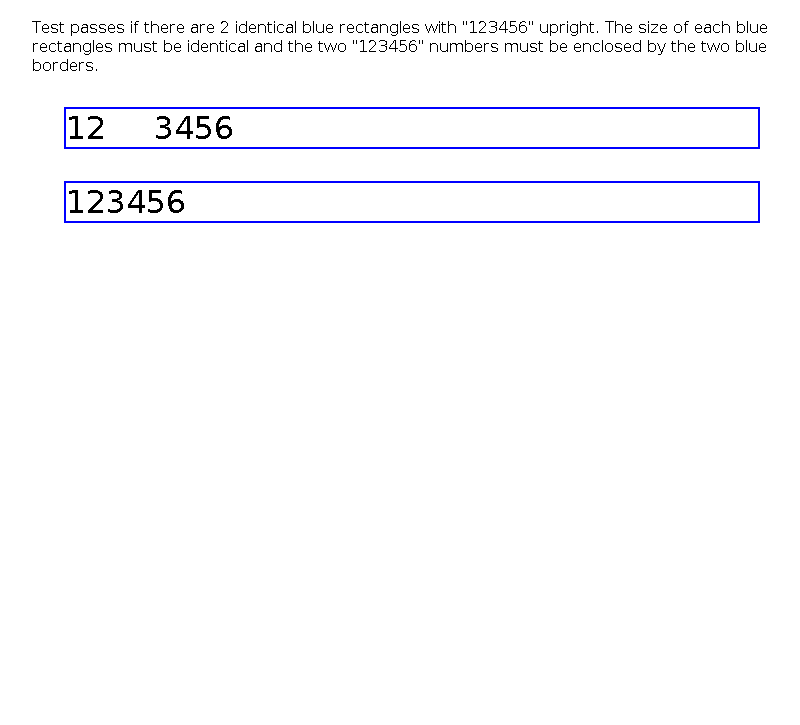 Test passes if there are 2 identical blue rectangles with "123456" upright. The size of each blue
rectangles must be identical and the two "123456" numbers must be enclosed by the two blue
borders.
12 3456
123456